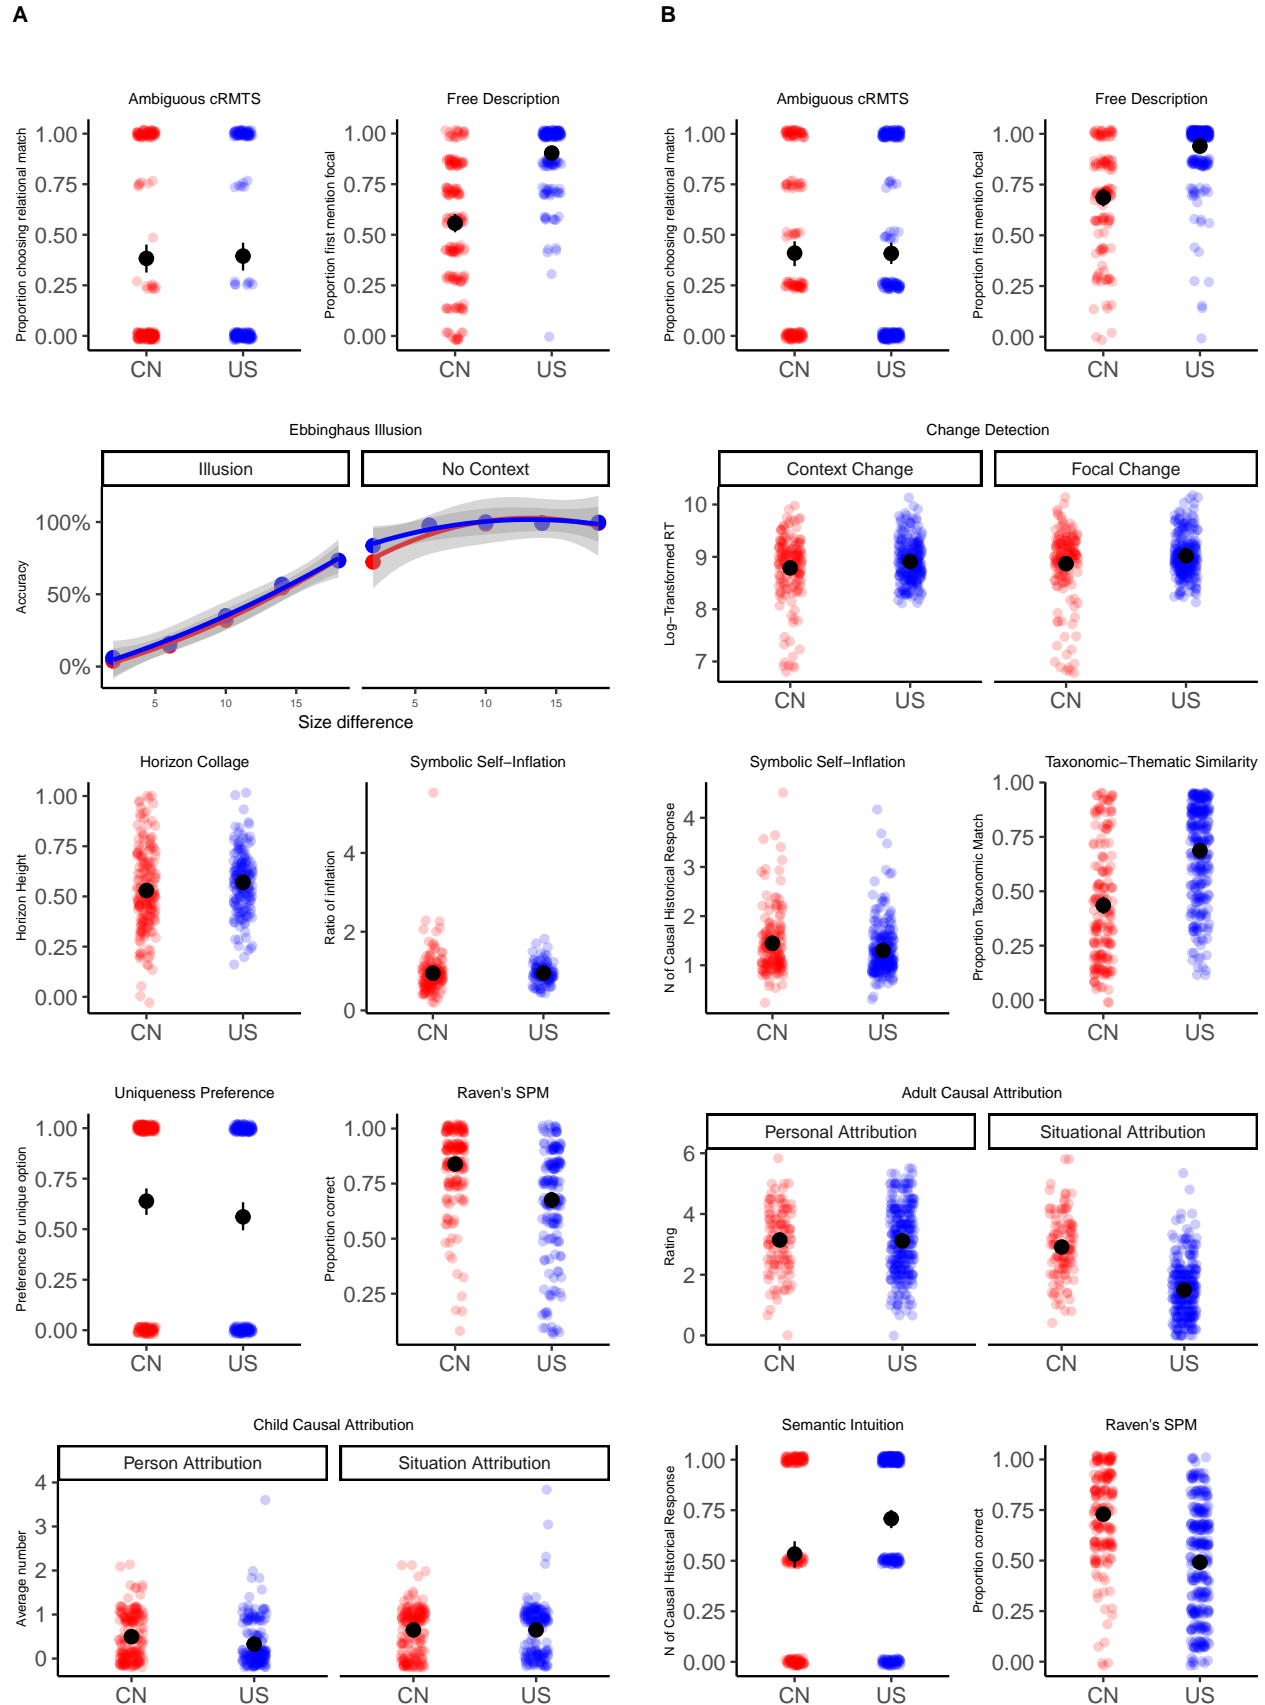 A
B
Ambiguous cRMTS
Free Description
Ambiguous cRMTS
Free Description
Proportion choosing relational match
1.00
0.75
0.50
0.25
0.00
CN
US
Proportion first mention focal
1.00
0.75
0.50
0.25
0.00
CN
US
Proportion choosing relational match
1.00
0.75
0.50
0.25
0.00
CN
US
Proportion first mention focal
1.00
0.75
0.50
0.25
0.00
CN
US
Ebbinghaus Illusion
Illusion
No Context
Accuracy
100%
50%
0%
5
10
15
5
10
15
Size difference
Change Detection
Context Change
Focal Change
Log−Transformed RT
10
9
8
7
CN
US
CN
US
Horizon Collage
Horizon Height
1.00
0.75
0.50
0.25
0.00
CN
US
Symbolic Self−Inflation
Ratio of inflation
4
2
0
CN
US
Symbolic Self−Inflation
N of Causal Historical Response
4
3
2
1
CN
US
Taxonomic−Thematic Similarity
Proportion Taxonomic Match
1.00
0.75
0.50
0.25
0.00
CN
US
Uniqueness Preference
Preference for unique option
1.00
0.75
0.50
0.25
0.00
CN
US
Raven's SPM
Proportion correct
1.00
0.75
0.50
0.25
CN
US
Adult Causal Attribution
Personal Attribution
Situational Attribution
Rating
6
4
2
0
CN
US
CN
US
Child Causal Attribution
Person Attribution
Situation Attribution
Average number
4
3
2
1
0
CN
US
CN
US
Semantic Intuition
N of Causal Historical Response
1.00
0.75
0.50
0.25
0.00
CN
US
Raven's SPM
Proportion correct
1.00
0.75
0.50
0.25
0.00
CN
US